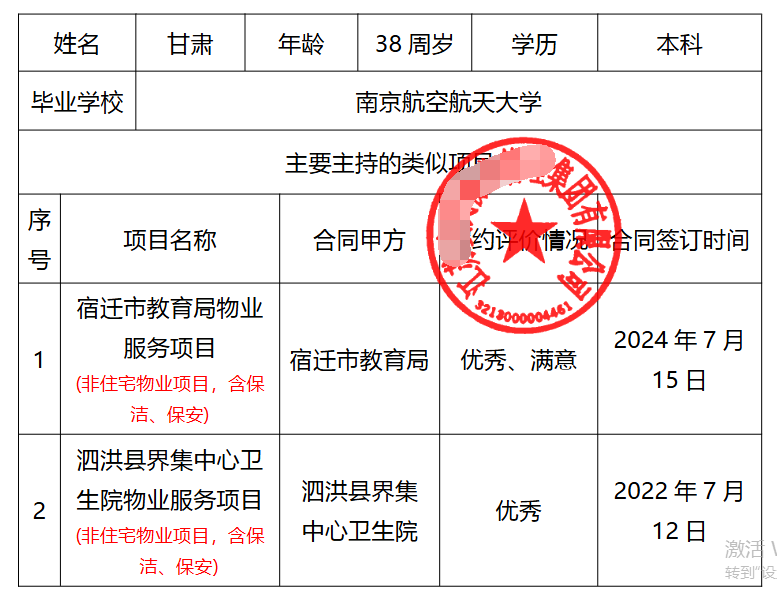 姓名 甘肃 年龄 38 周岁 学历 本科
毕业学校 南京航空航天大学
主要主持的类似项目
序号 项目名称 合同甲方 约评价情况 合同签订时间
宿迁市教育局物业
服务项目
(非住宅物业项目，含保
洁、保安)
1 宿迁市教育局 优秀、满意
2024 年 7 月
15 日
泗洪县界集中心卫
生院物业服务项目
(非住宅物业项目，含保
洁、保安)
2
泗洪县界集
中心卫生院
优秀
2022 年 7 月
12 日
集团有限公司
3213000004461
激活
转到"设